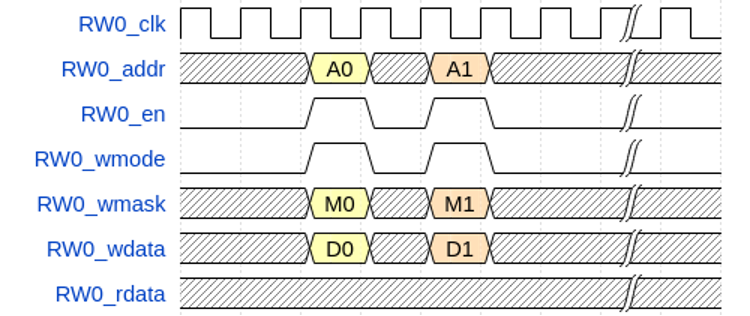 RW0_clk
RW0_addr A0 A1
RW0_en
RW0_wmode
RW0_wmask M0 M1
RW0_wdata D0 D1
RW0_rdata